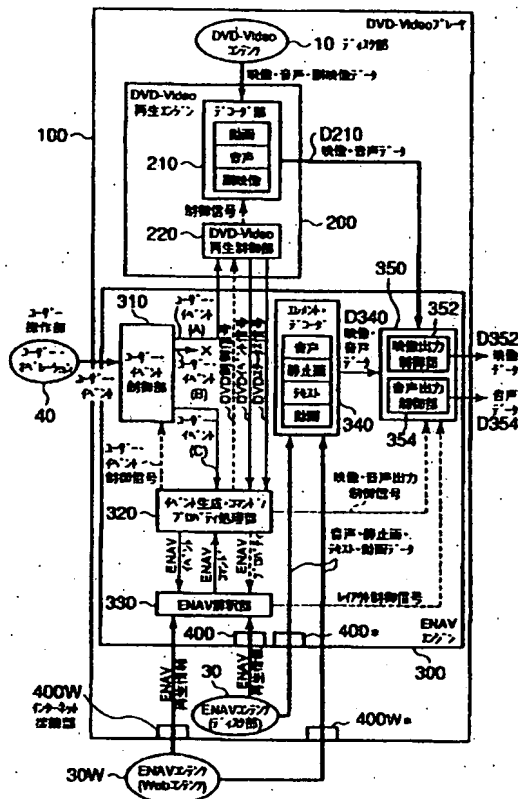 DVD-Videoプレーヤ
DVD-Video
コンテンツ
10 ディスク部
映像・音声・副映像データ
DVD-Video
再生エンジン
デコーダ部
動画
音声
副映像
100
210
D210
映像・音声データ
制御信号
220
DVD-Video
再生制御部
200
350
310
ユーザー
操作部
ユーザー・
オペレーション
40
ユーザー・
イベント
ユーザー・
イベント
制御部
ユーザー・
イベント(A)
×
ユーザー・
イベント(B)
ユーザー・
イベント
(C)
DVD制御信号
DVDイベント信号
DVDステータス信号
エレメント・
デコーダ
音声
静止画
テキスト
動画
340
D340
映像・
音声
データ
352
映像出力
制御部
音声出力
制御部
354
D352
映像
データ
音声
データ
D354
ユーザー・
イベント
制御信号
320
イベント生成・コマンド/
プロパティ処理部
映像・音声出力
制御信号
音声・静止画・
テキスト・動画データ
ENAV
イベント
ENAV
コマンド
ENAV
プロパティ
330
ENAV解釈部
レイアウト制御信号
ENAV
エンジン
400
400*
300
ENAV
再生情報
ENAV
再生情報
400W
インターネット
接続部
30
ENAVコンテンツ
(ディスク部)
400W*
30W
ENAVコンテンツ
(Webコンテンツ)